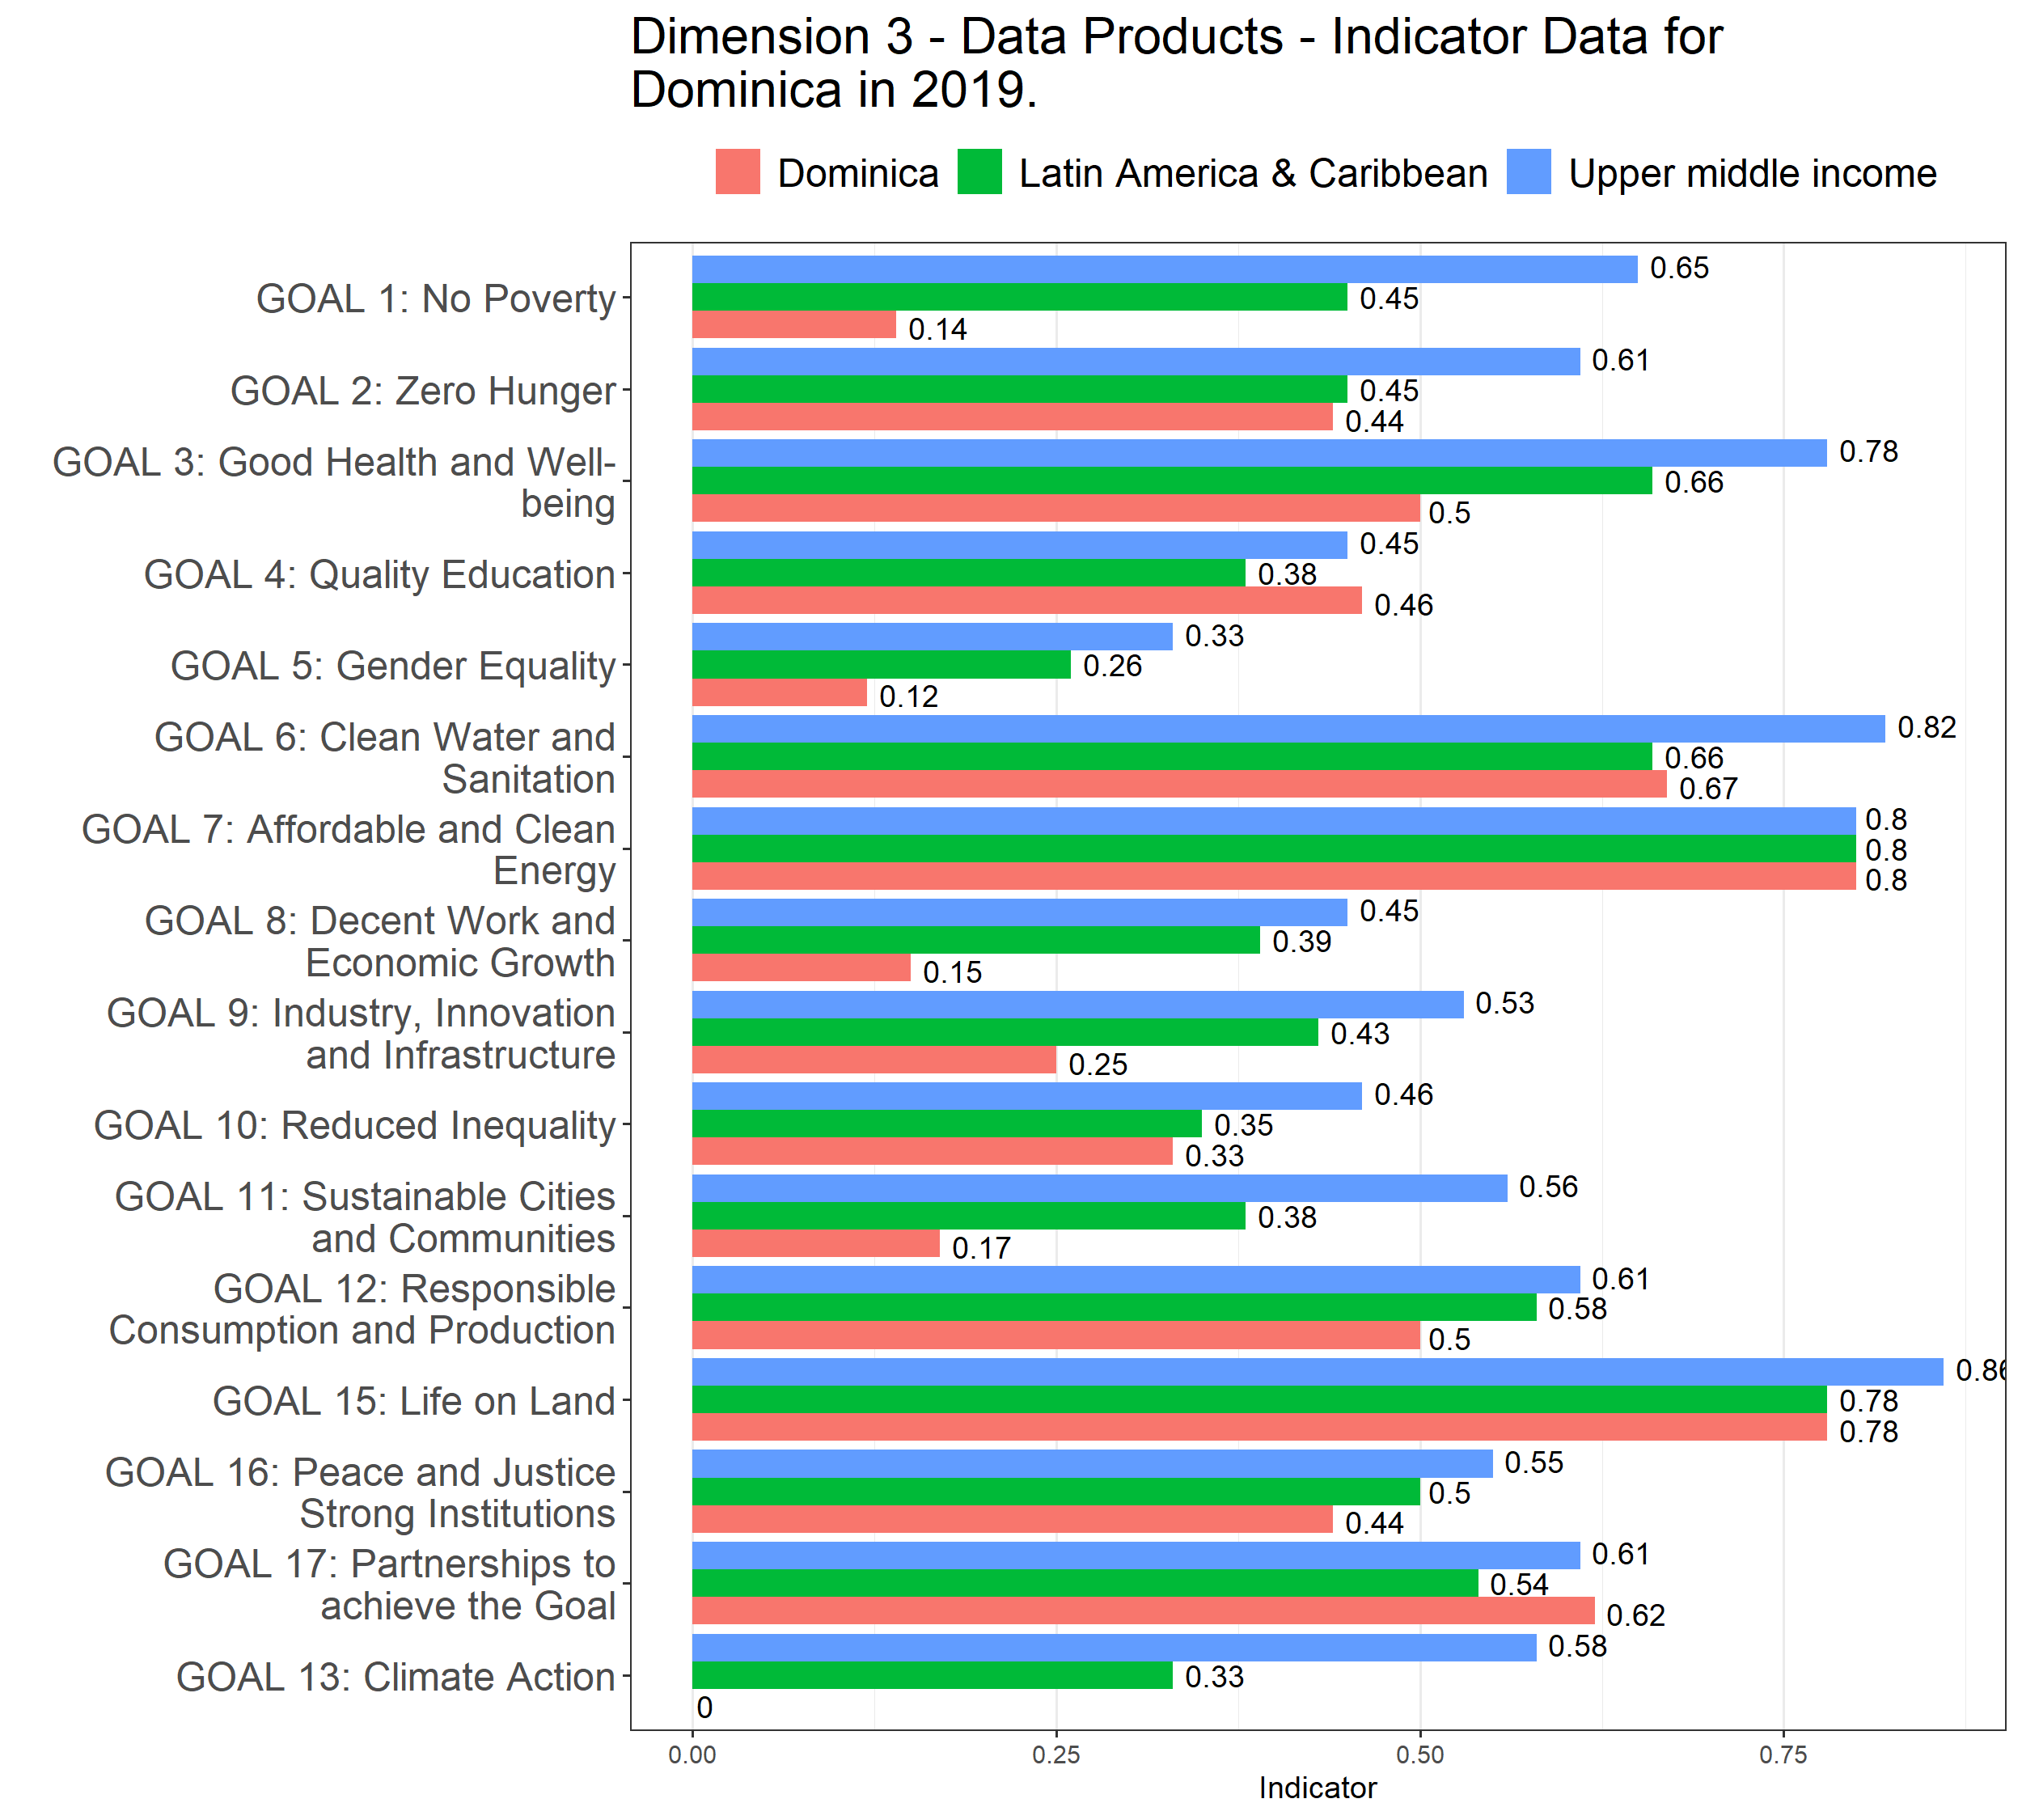 Dimension 3 - Data Products - Indicator Data for
Dominica in 2019.
Dominica
Latin America & Caribbean
Upper middle income
GOAL 1: No Poverty
0.65
0.45
0.14
GOAL 2: Zero Hunger
0.61
0.45
0.44
GOAL 3: Good Health and Well-
being
0.78
0.66
0.5
GOAL 4: Quality Education
0.45
0.38
0.46
GOAL 5: Gender Equality
0.33
0.26
0.12
GOAL 6: Clean Water and
Sanitation
0.82
0.66
0.67
GOAL 7: Affordable and Clean
Energy
0.8
0.8
0.8
GOAL 8: Decent Work and
Economic Growth
0.45
0.39
0.15
GOAL 9: Industry, Innovation
and Infrastructure
0.53
0.43
0.25
GOAL 10: Reduced Inequality
0.46
0.35
0.33
GOAL 11: Sustainable Cities
and Communities
0.56
0.38
0.17
GOAL 12: Responsible
Consumption and Production
0.61
0.58
0.5
GOAL 15: Life on Land
0.86
0.78
0.78
GOAL 16: Peace and Justice
Strong Institutions
0.55
0.5
0.44
GOAL 17: Partnerships to
achieve the Goal
0.61
0.54
0.62
GOAL 13: Climate Action
0.58
0.33
0
0.00
0.25
0.50
0.75
Indicator